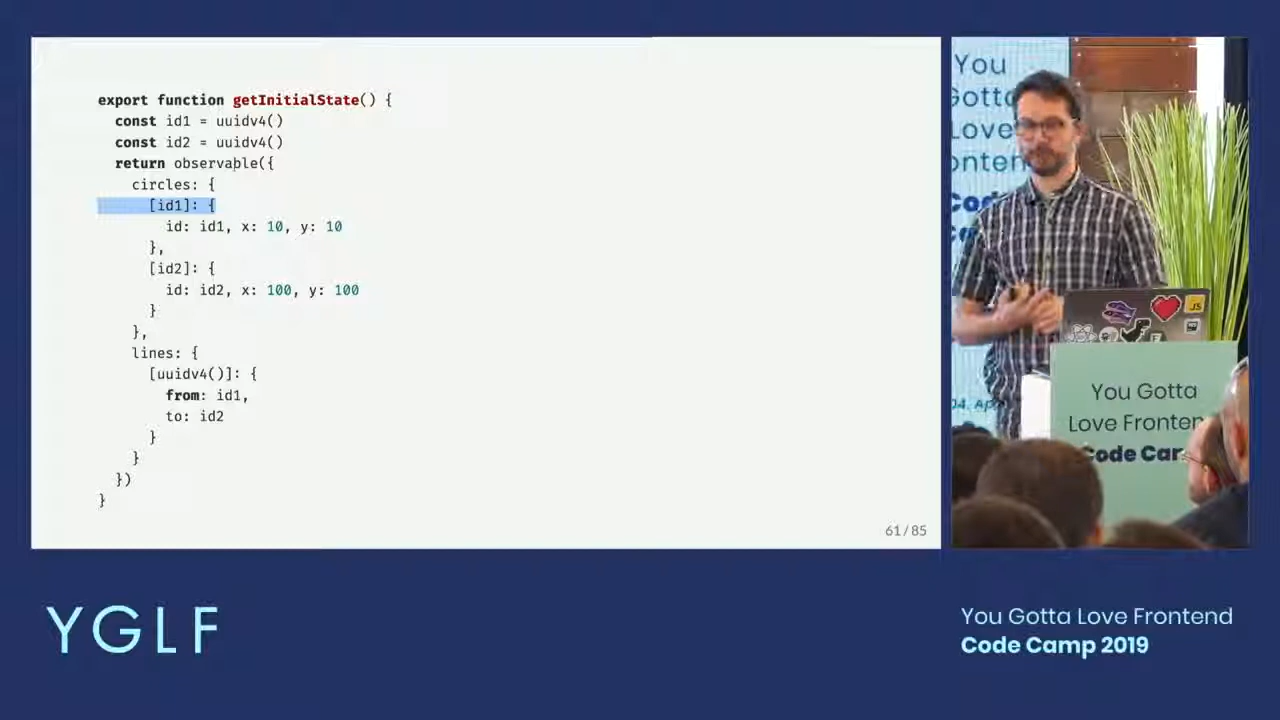 export function getInitialState() {
const id1 = uuidv4()
const id2 = uuidv4()
return observable({
circles: {
[id1]: {
id: id1, x: 10, y: 10
},
[id2]: {
id: id2, x: 100, y: 100
}
},
lines: {
[uuidv4()]: {
from: id1,
to: id2
}
}
})
}
61/85
You
Gotta
Love
JS
You Gotta
Love Fronten
Code Car
YGLF
You Gotta Love Frontend
Code Camp 2019